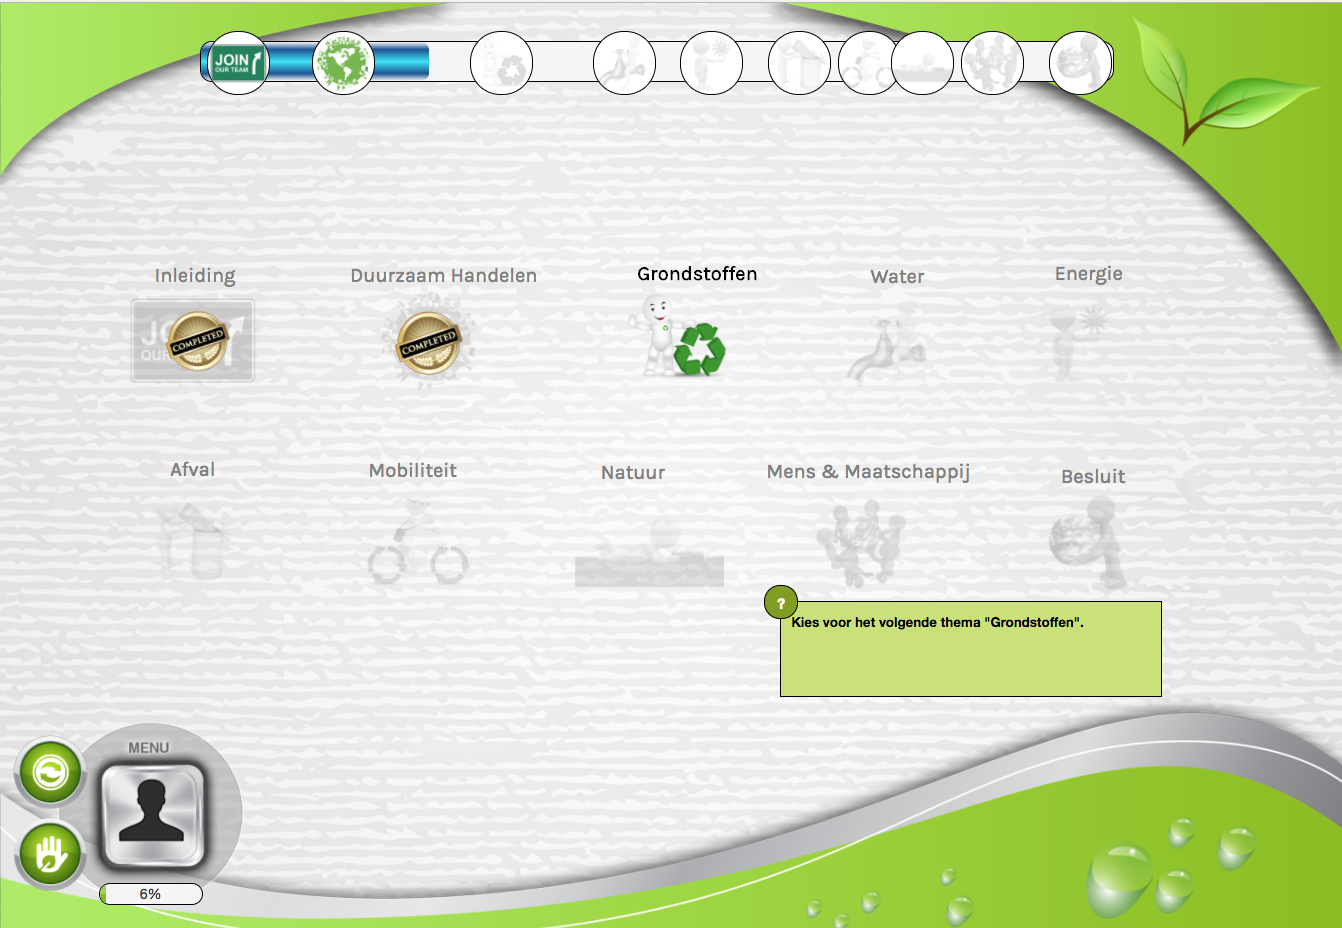 JOIN
OUR TEAM
Inleiding
Duurzaam Handelen
Grondstoffen
Water
Energie
COMPLETED
COMPLETED
Afval
Mobiliteit
Natuur
Mens & Maatschappij
Besluit
?
Kies voor het volgende thema "Grondstoffen".
MENU
6%